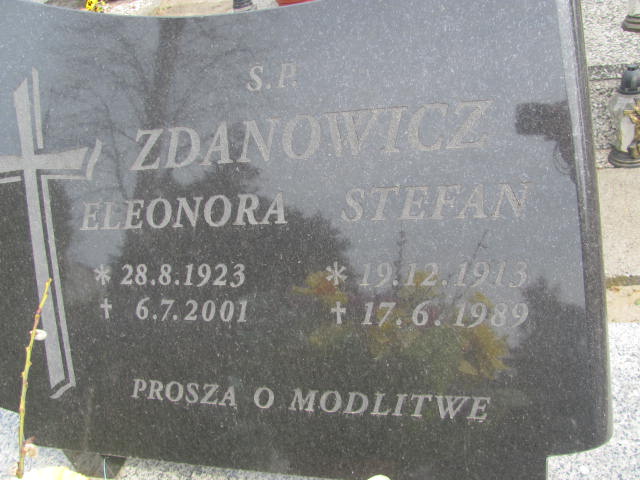 S.P.
ZDANOWICZ
ELEONORA STEFAN
* 28.8.1923 * 19.12.1913
† 6.7.2001 † 17.6.1989
PROSZA O MODLITWE